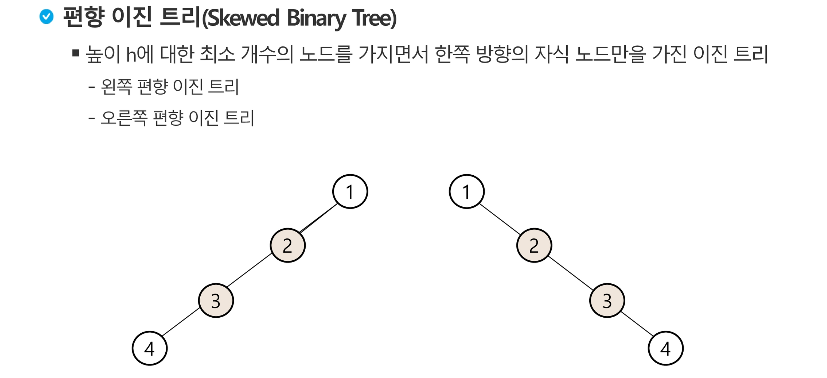 편향 이진 트리(Skewed Binary Tree)
▪ 높이 h에 대한 최소 개수의 노드를 가지면서 한쪽 방향의 자식 노드만을 가진 이진 트리
- 왼쪽 편향 이진 트리
- 오른쪽 편향 이진 트리
1 1
2 2
3 3
4 4